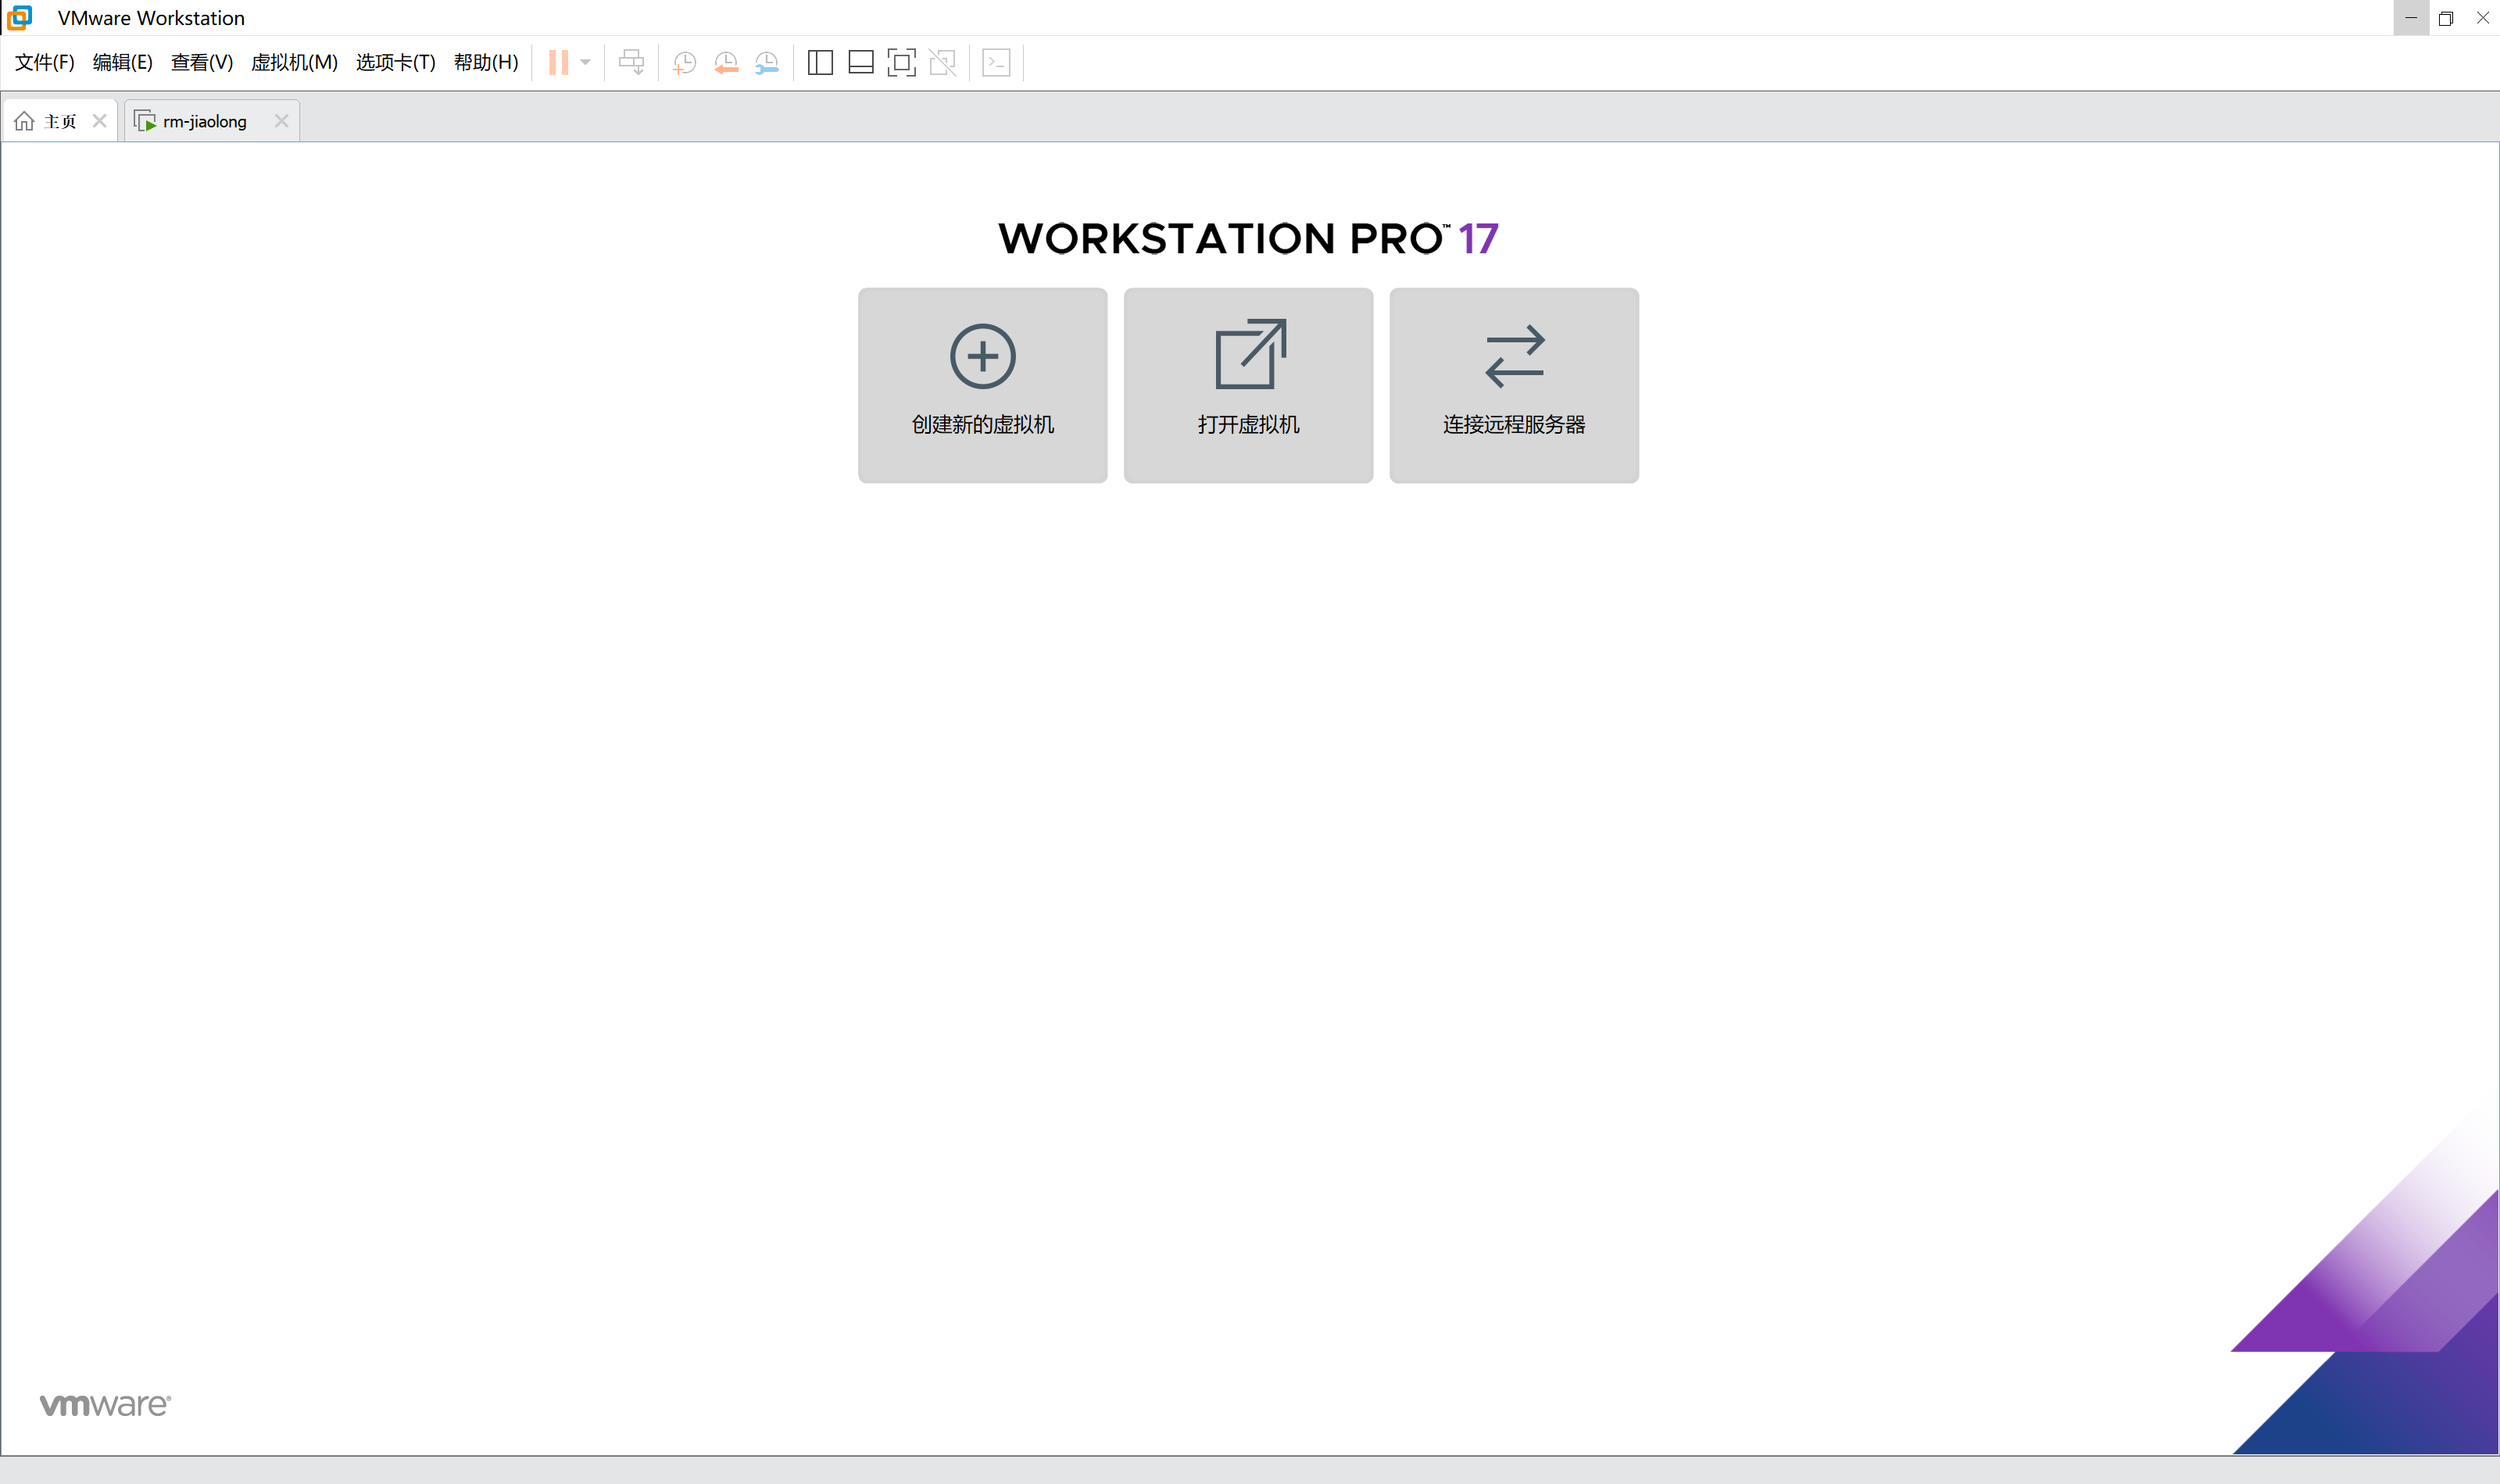 VMware Workstation
文件(F) 编辑(E) 查看(V) 虚拟机(M) 选项卡(T) 帮助(H)
主页 rm-jiaolong
WORKSTATION PRO™ 17
创建新的虚拟机 打开虚拟机 连接远程服务器
vmware®